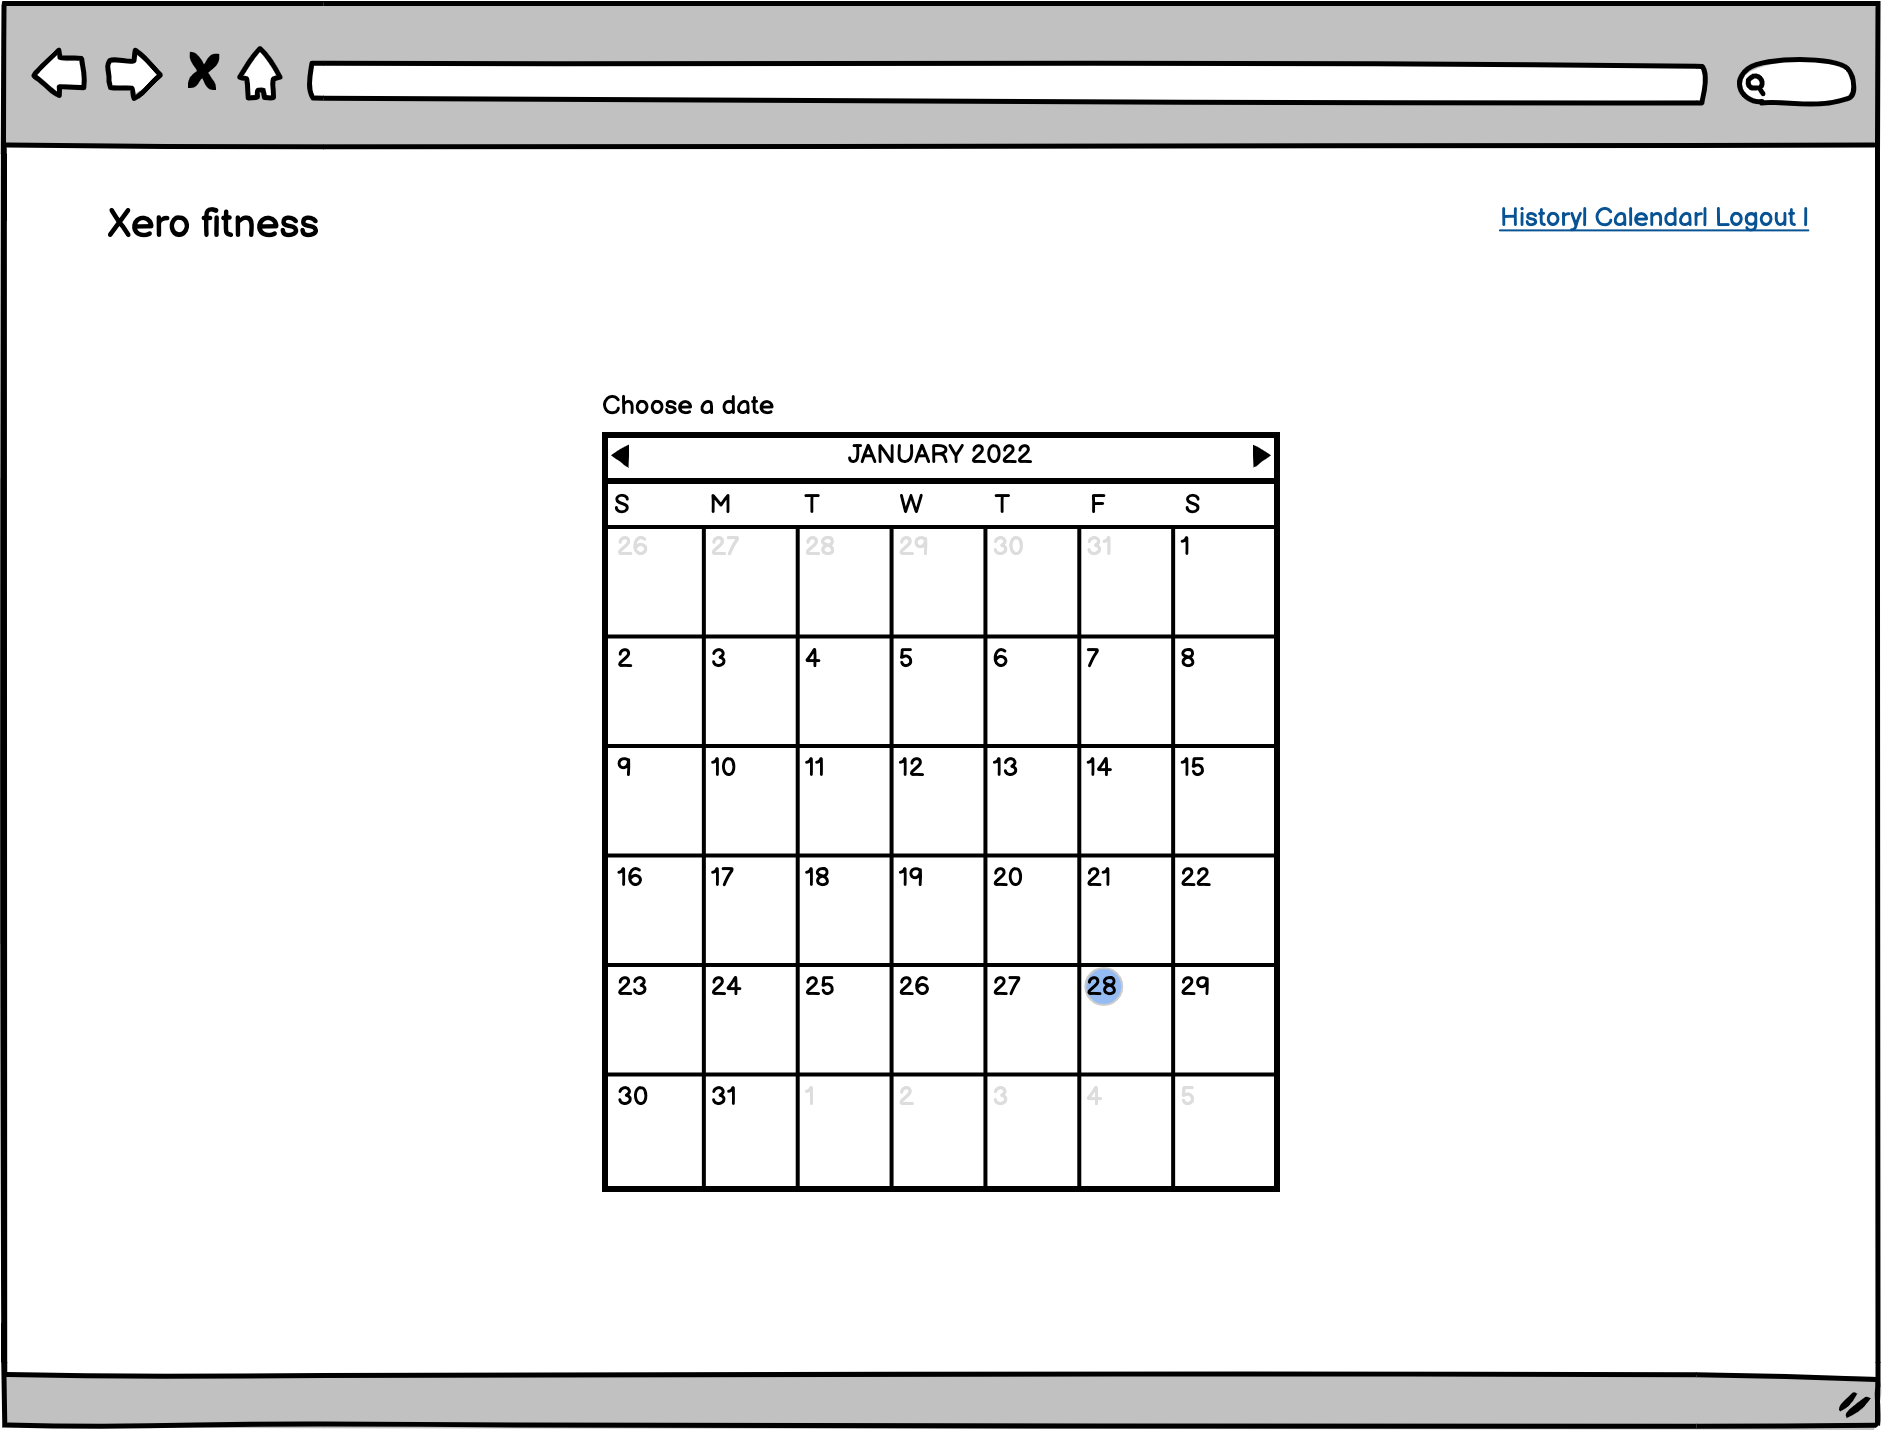 Xero fitness
History| Calendar| Logout |
Choose a date
JANUARY 2022
S M T W T F S
26 27 28 29 30 31 1
2 3 4 5 6 7 8
9 10 11 12 13 14 15
16 17 18 19 20 21 22
23 24 25 26 27 28 29
30 31 1 2 3 4 5